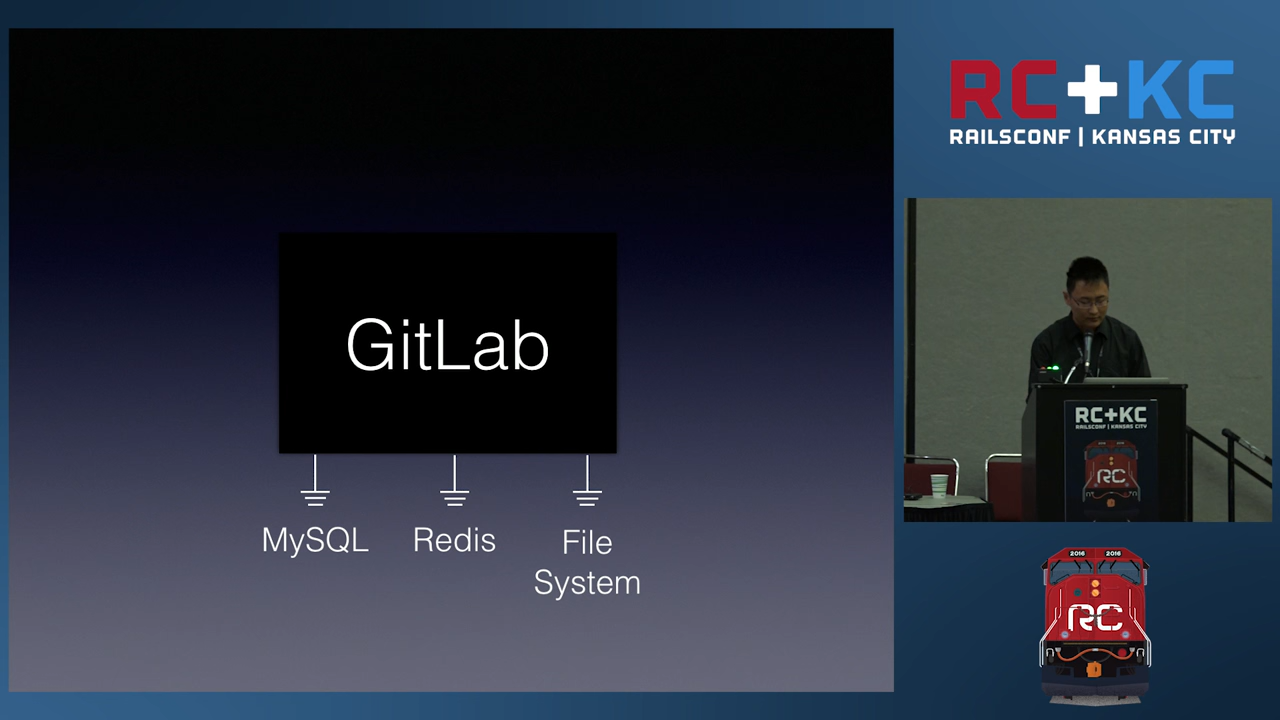 GitLab
MySQL
Redis
File
System
RC+KC
RAILSCONF | KANSAS CITY
RC+KC
RAILSCONF | KANSAS CITY
RC
2016 2016
RC